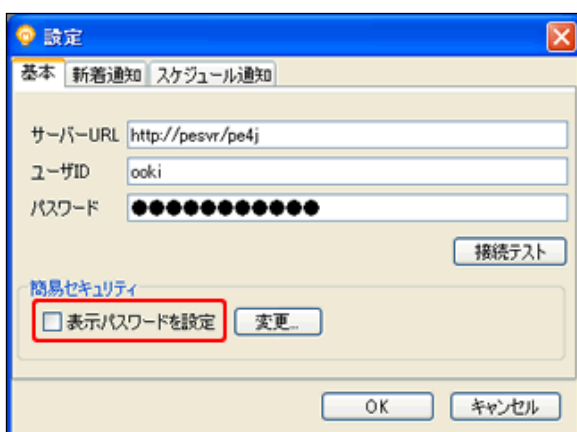 設定
基本 新着通知 スケジュール通知
サーバーURL http://pesvr/pe4j
ユーザID ooki
パスワード ●●●●●●●●●●●
接続テスト
簡易セキュリティ
表示パスワードを設定 変更...
OK キャンセル